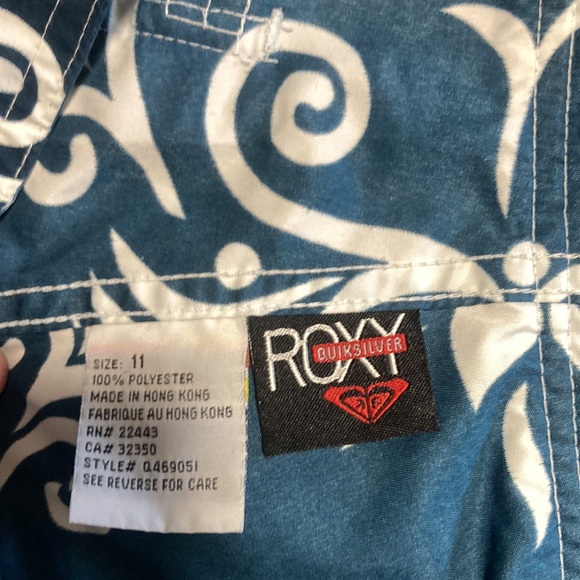 SIZE: 11
100% POLYESTER
MADE IN HONG KONG
FABRIQUE AU HONG KONG
RN# 22443
CA# 32350
STYLE# Q469051
SEE REVERSE FOR CARE
ROXY
QUIKSILVER